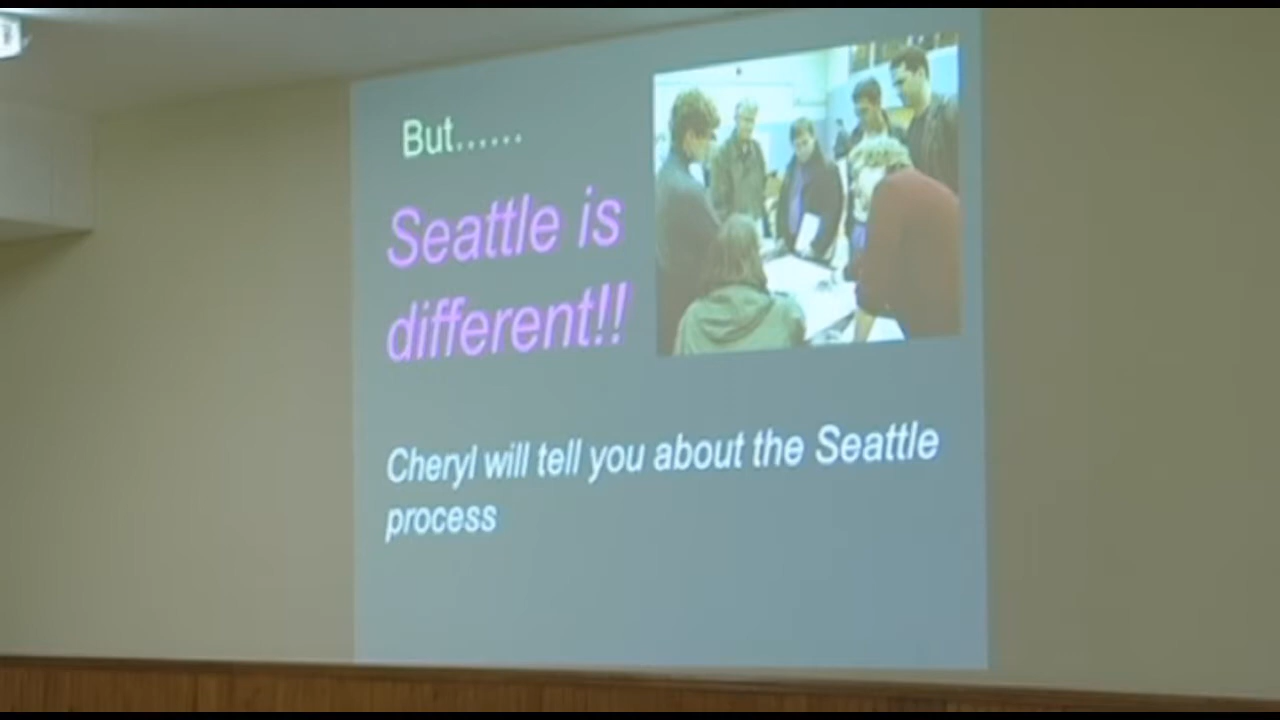 But......
Seattle is
different!!
Cheryl will tell you about the Seattle
process